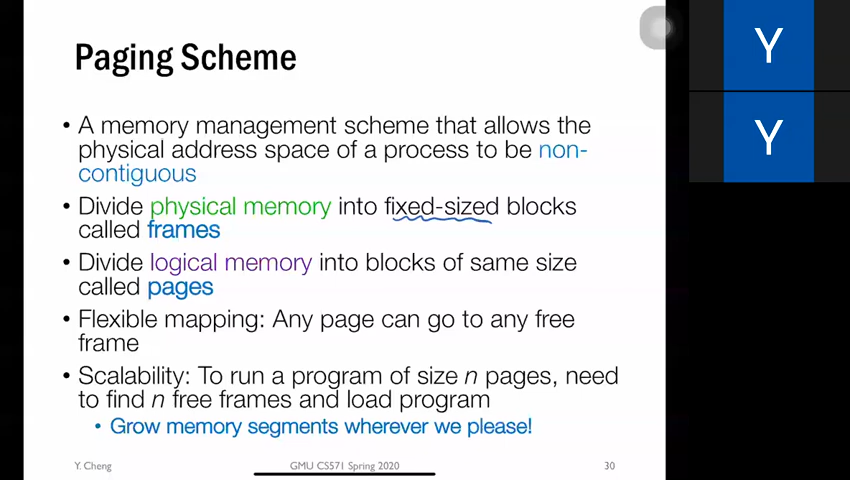 Paging Scheme
• A memory management scheme that allows the
physical address space of a process to be non-
contiguous
• Divide physical memory into fixed-sized blocks
called frames
• Divide logical memory into blocks of same size
called pages
• Flexible mapping: Any page can go to any free
frame
• Scalability: To run a program of size n pages, need
to find n free frames and load program
• Grow memory segments wherever we please!
Y. Cheng
GMU CS571 Spring 2020
30
Y
Y